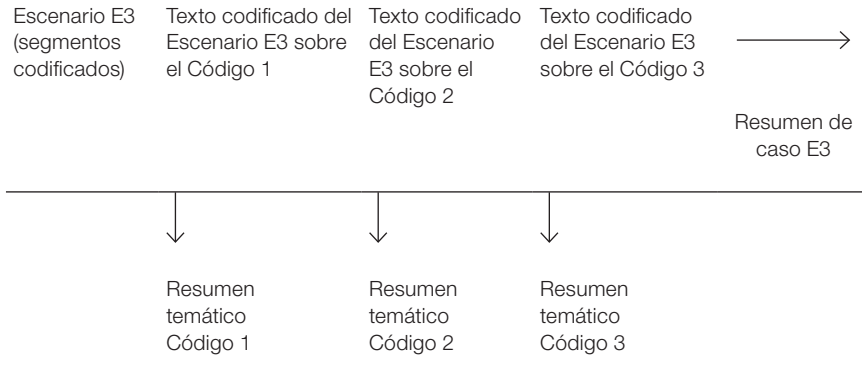 Escenario E3
(segmentos
codificados)
Texto codificado del
Escenario E3 sobre
el Código 1
Texto codificado
del Escenario
E3 sobre el
Código 2
Texto codificado
del Escenario E3
sobre el Código 3
Resumen de
caso E3
Resumen
temático
Código 1
Resumen
temático
Código 2
Resumen
temático
Código 3